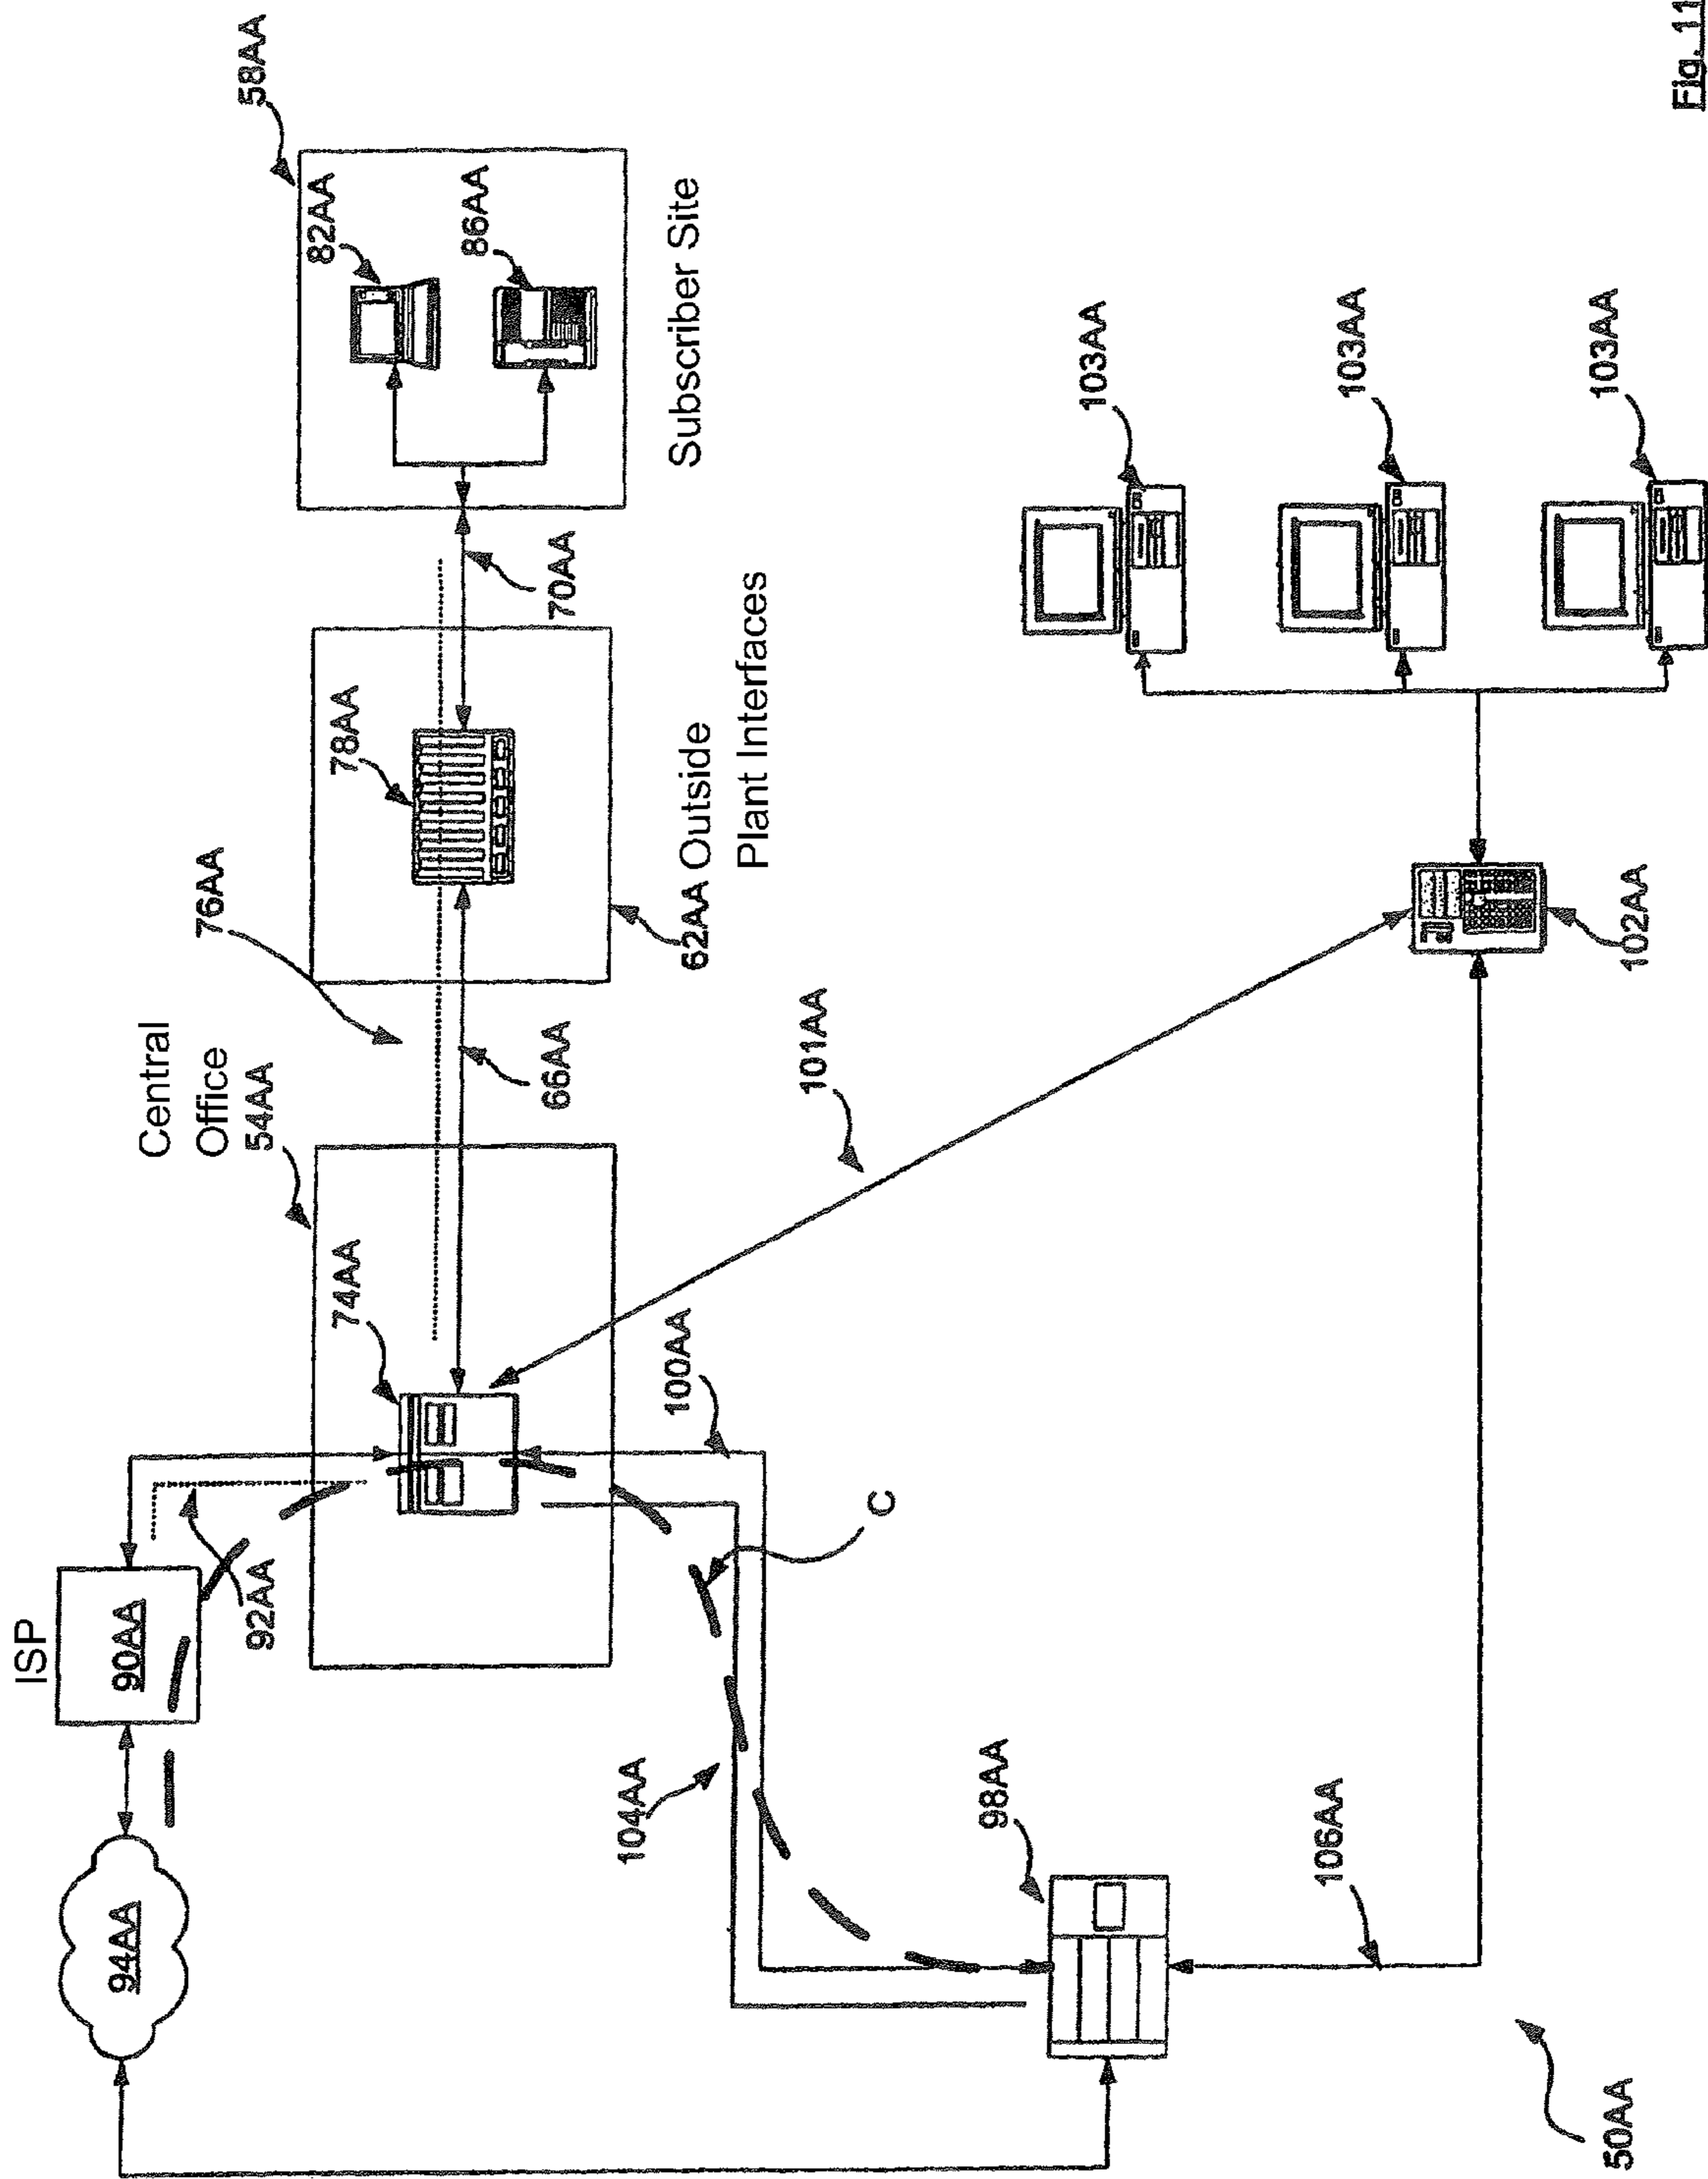 ISP
94AA
90AA
92AA
Central
Office
54AA
74AA
76AA
66AA
78AA
62AA Outside
Plant Interfaces
70AA
58AA
82AA
86AA
Subscriber Site
104AA
100AA
C
101AA
98AA
106AA
102AA
103AA
103AA
103AA
50AA
Fig. 11